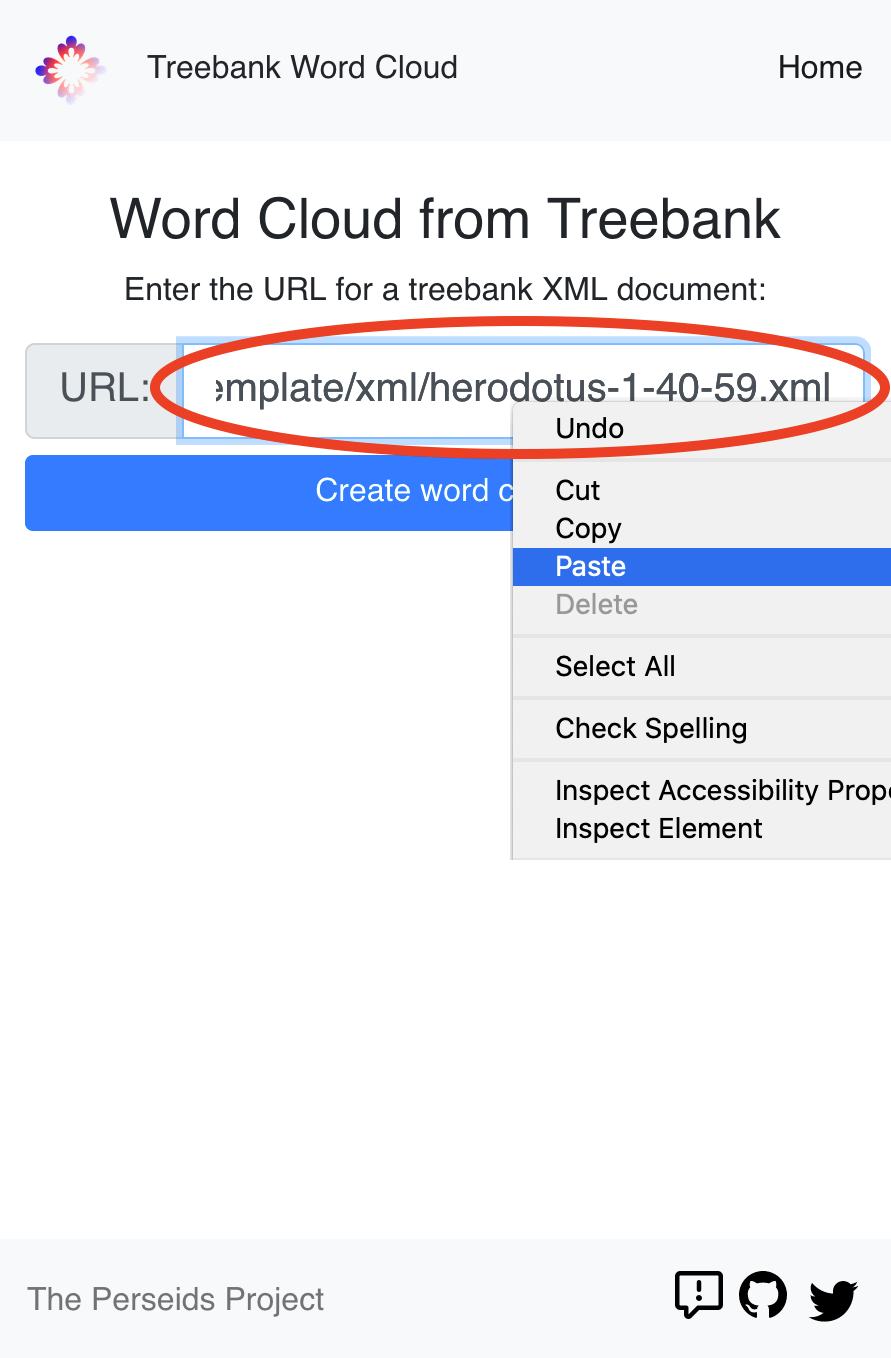 Treebank Word Cloud
Home
Word Cloud from Treebank
Enter the URL for a treebank XML document:
URL:
emplate/xml/herodotus-1-40-59.xml
Create word c
Undo
Cut
Copy
Paste
Delete
Select All
Check Spelling
Inspect Accessibility Prope
Inspect Element
The Perseids Project